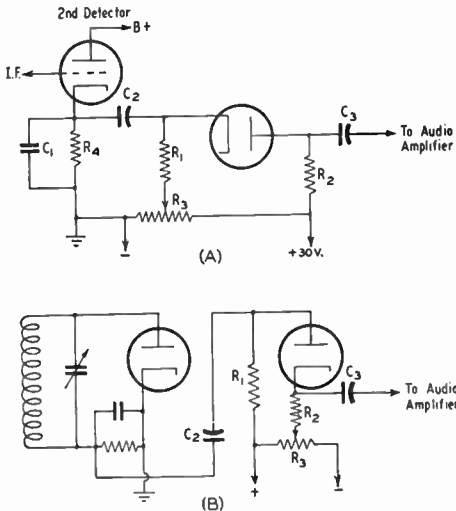 2nd Detector
B+
I.F.
C2
C3
To Audio
Amplifier
C1
R4
R1
R2
R3
−
+30V.
(A)
R1
C3
To Audio
Amplifier
C2
R2
R3
+
−
(B)